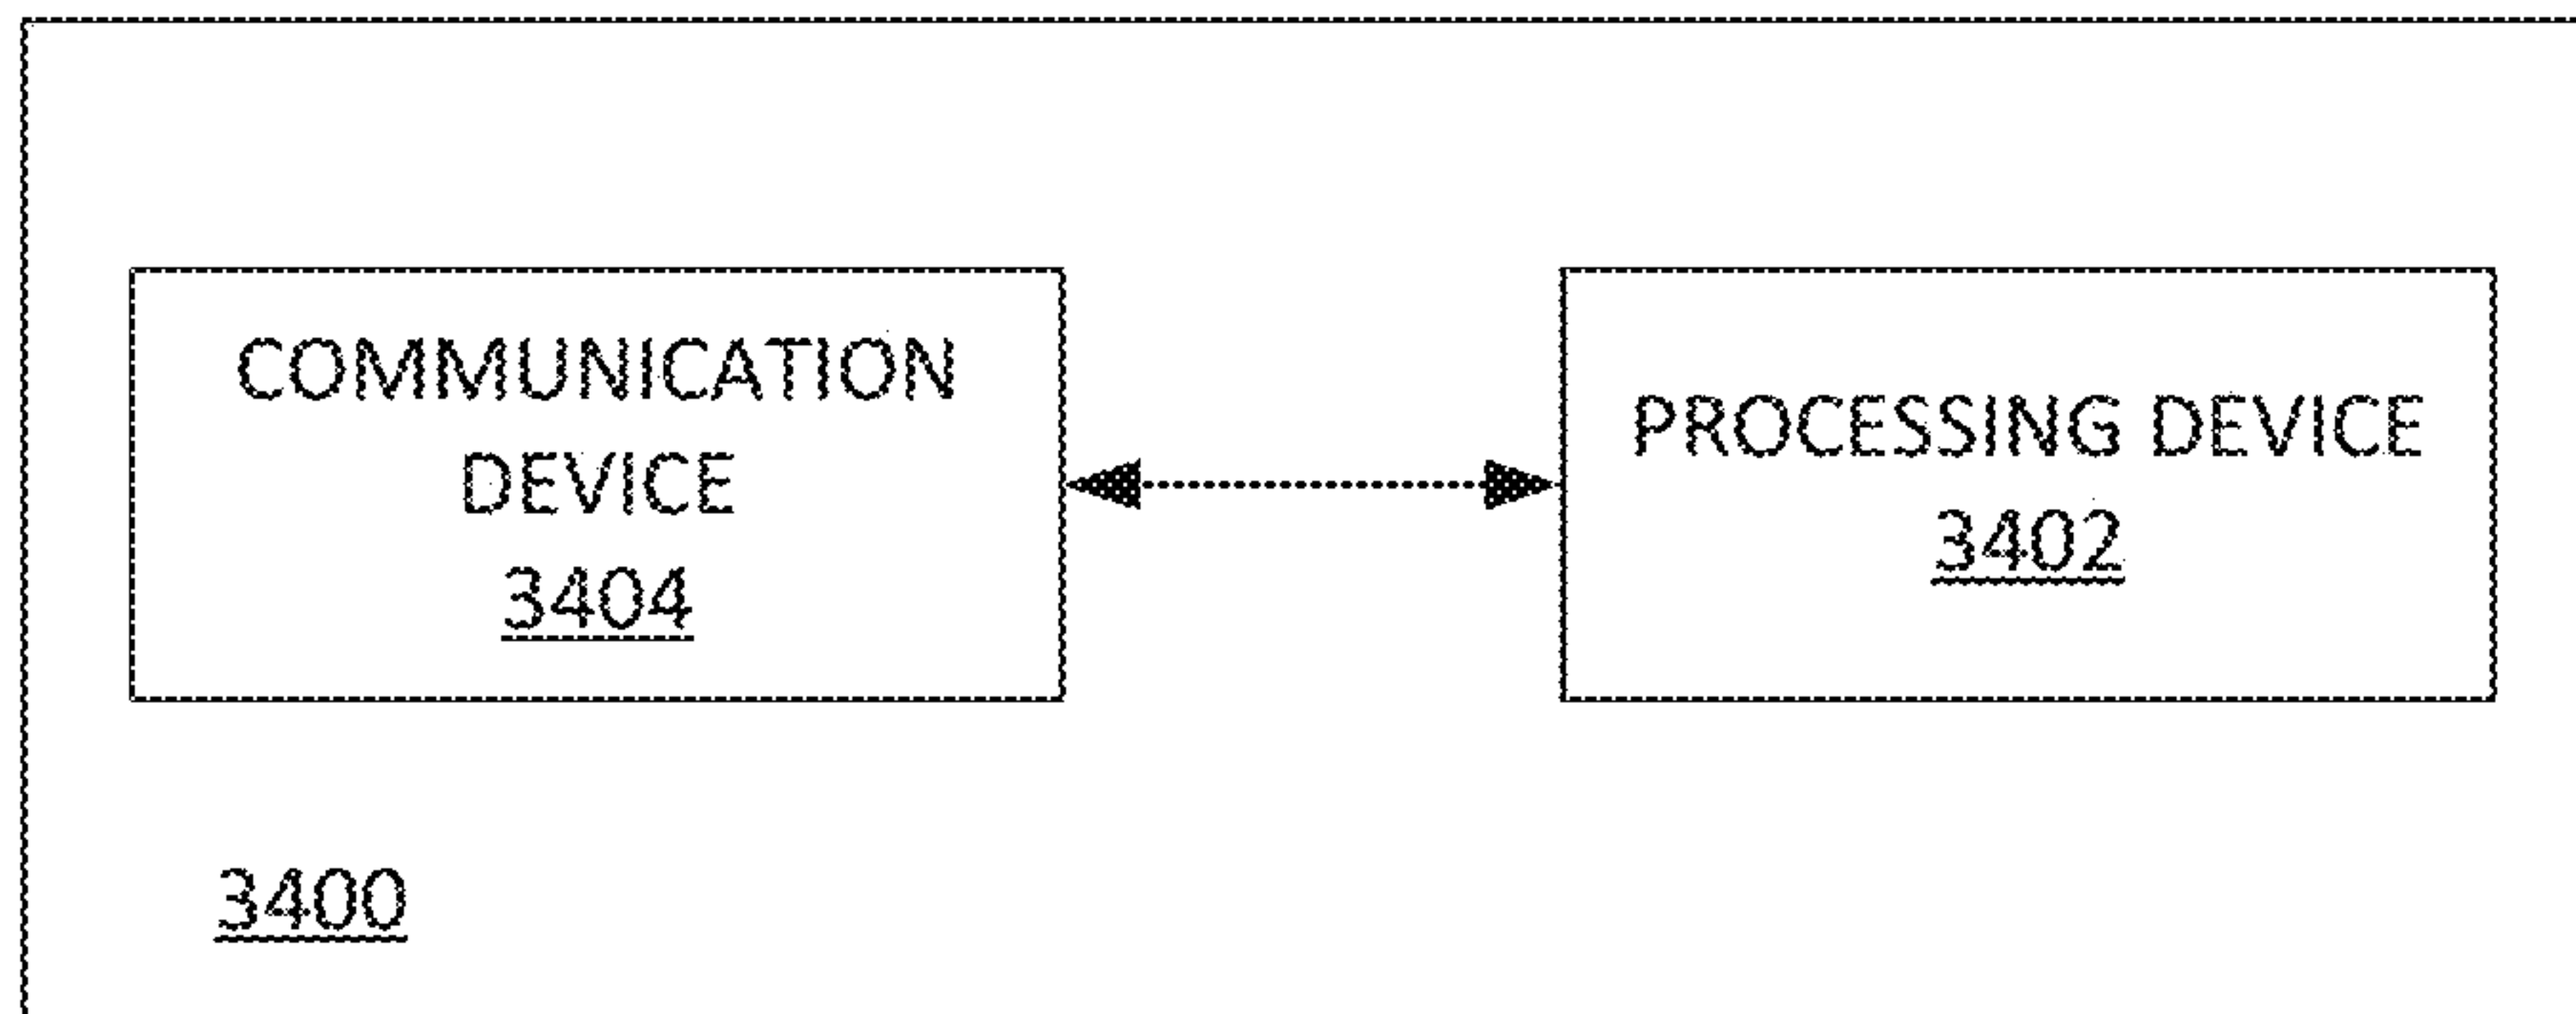 COMMUNICATION
DEVICE
3404
PROCESSING DEVICE
3402
3400